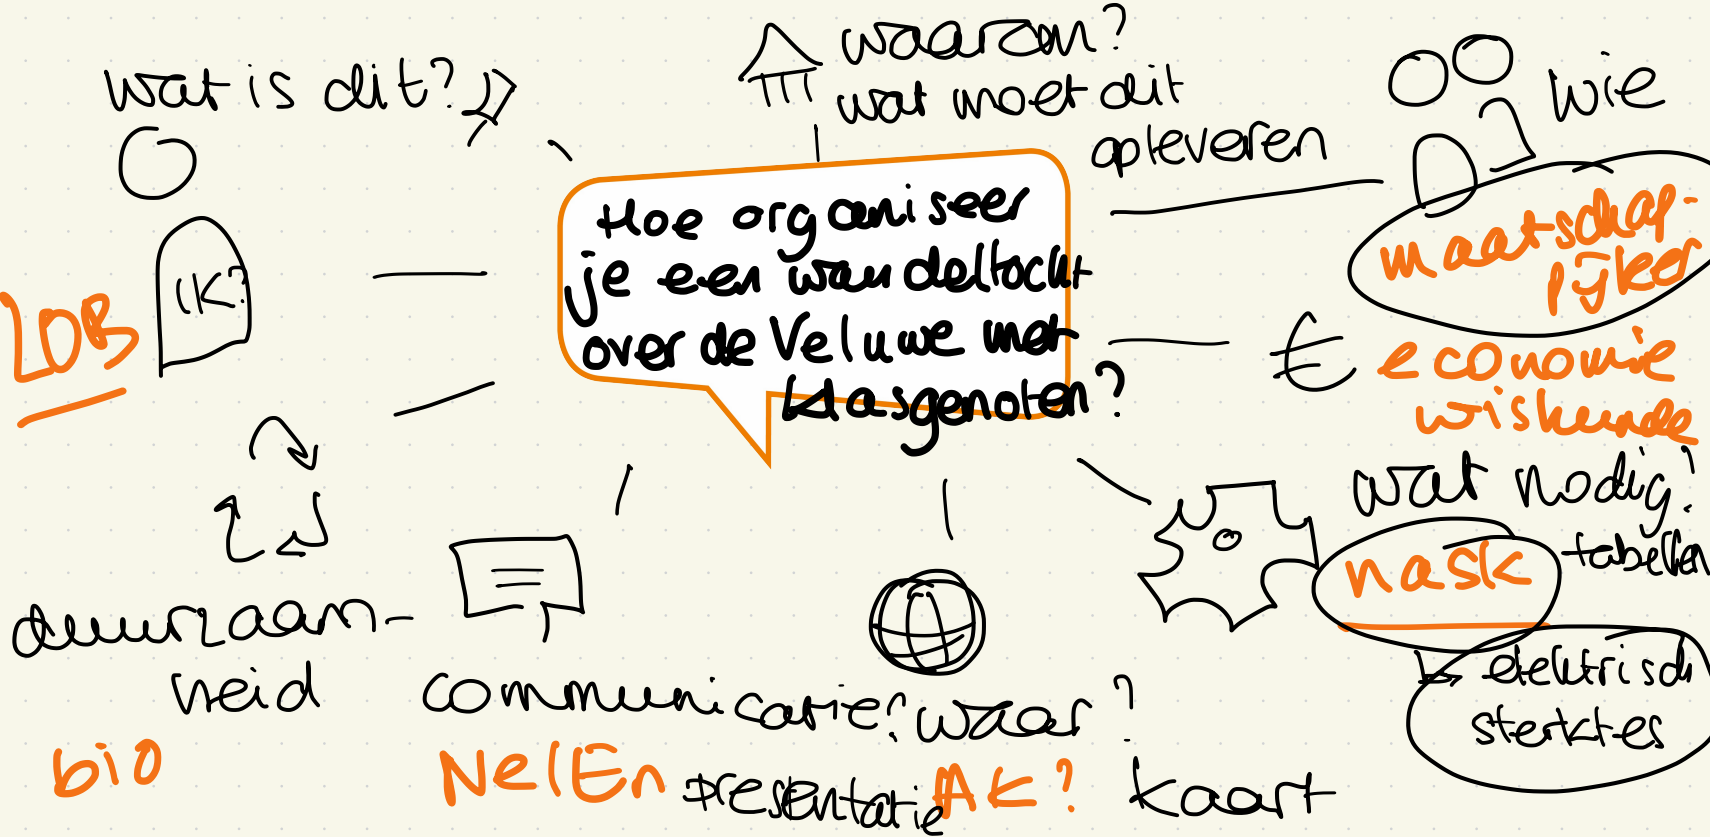 wat is dit?
waarom?
wat moet dit
opleveren
wie
maatschap-
pijleer
Hoe organiseer
je een wandeltocht
over de Veluwe met
klasgenoten?
IK?
LOB
€ economie
wiskunde
wat nodig?
nask
tabellen
elektrisch
sterktes
duurzaam-
heid
bio
communicatie?
Ne/En
presentatie
waar?
AK?
kaart